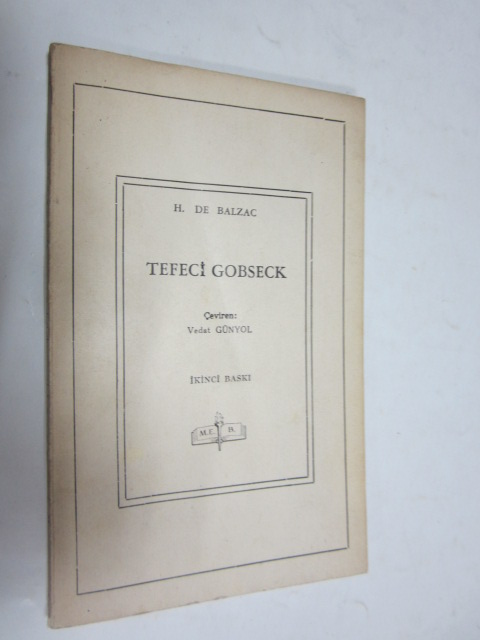 H. DE BALZAC
TEFECİ GOBSECK
Çeviren:
Vedat GÜNYOL
İKİNCİ BASKI
M.E. B.